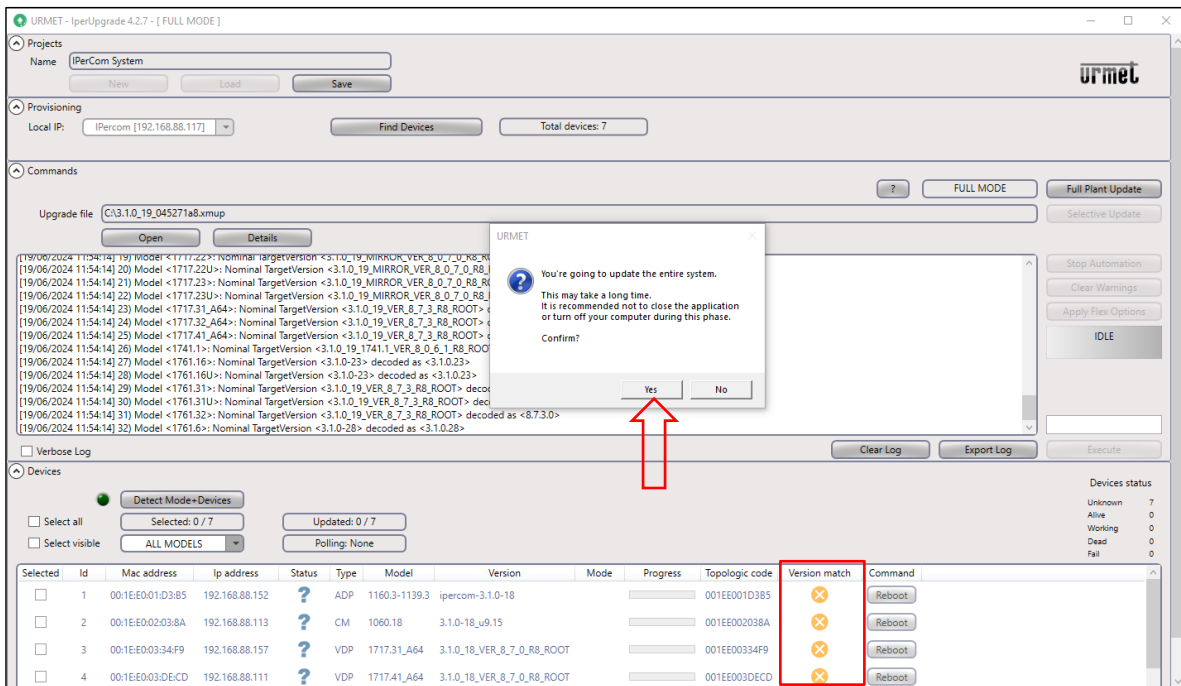 URMET - IperUpgrade 4.2.7 - [ FULL MODE ]
Projects
Name IPerCom System
New Load Save
urmet
Provisioning
Local IP: IPercom [192.168.88.117] Find Devices Total devices: 7
Commands
? FULL MODE Full Plant Update
Upgrade file C:\3.1.0_19_045271a8.xmup Selective Update
Open Details
[19/06/2024 11:54:14] 19) Model <1717.22>: Nominal TargetVersion <3.1.0_19_MIRROR_VER_8_0_7_0_R8_R
[19/06/2024 11:54:14] 20) Model <1717.22U>: Nominal TargetVersion <3.1.0_19_MIRROR_VER_8_0_7_0_R8_
[19/06/2024 11:54:14] 21) Model <1717.23>: Nominal TargetVersion <3.1.0_19_MIRROR_VER_8_0_7_0_R8_R
[19/06/2024 11:54:14] 22) Model <1717.23U>: Nominal TargetVersion <3.1.0_19_MIRROR_VER_8_0_7_0_R8_
[19/06/2024 11:54:14] 23) Model <1717.31_A64>: Nominal TargetVersion <3.1.0_19_VER_8_7_3_R8_ROOT>
[19/06/2024 11:54:14] 24) Model <1717.32_A64>: Nominal TargetVersion <3.1.0_19_VER_8_7_3_R8_ROOT>
[19/06/2024 11:54:14] 25) Model <1717.41_A64>: Nominal TargetVersion <3.1.0_19_VER_8_7_3_R8_ROOT>
[19/06/2024 11:54:14] 26) Model <1741.1>: Nominal TargetVersion <3.1.0_19_1741.1_VER_8_0_6_1_R8_ROO
[19/06/2024 11:54:14] 27) Model <1761.16>: Nominal TargetVersion <3.1.0-23> decoded as <3.1.0.23>
[19/06/2024 11:54:14] 28) Model <1761.16U>: Nominal TargetVersion <3.1.0-23> decoded as <3.1.0.23>
[19/06/2024 11:54:14] 29) Model <1761.31>: Nominal TargetVersion <3.1.0_19_VER_8_7_3_R8_ROOT> deco
[19/06/2024 11:54:14] 30) Model <1761.31U>: Nominal TargetVersion <3.1.0_19_VER_8_7_3_R8_ROOT> dec
[19/06/2024 11:54:14] 31) Model <1761.32>: Nominal TargetVersion <3.1.0_19_VER_8_7_3_R8_ROOT> decoded as <8.7.3.0>
[19/06/2024 11:54:14] 32) Model <1761.6>: Nominal TargetVersion <3.1.0-28> decoded as <3.1.0.28>
URMET
You're going to update the entire system.
This may take a long time.
It is recommended not to close the application
or turn off your computer during this phase.
Confirm?
Yes No
Stop Automation
Clear Warnings
Apply Flex Options
IDLE
Verbose Log Clear Log Export Log Execute
Devices
Detect Mode+Devices
Select all Selected: 0 / 7 Updated: 0 / 7
Select visible ALL MODELS Polling: None
Devices status
Unknown 7
Alive 0
Working 0
Dead 0
Fail 0
Selected Id Mac address Ip address Status Type Model Version Mode Progress Topologic code Version match Command
1 00:1E:E0:01:D3:B5 192.168.88.152 ? ADP 1160.3-1139.3 ipercom-3.1.0-18 001EE001D3B5 Reboot
2 00:1E:E0:02:03:8A 192.168.88.113 ? CM 1060.18 3.1.0-18_u9.15 001EE002038A Reboot
3 00:1E:E0:03:34:F9 192.168.88.157 ? VDP 1717.31_A64 3.1.0_18_VER_8_7_0_R8_ROOT 001EE00334F9 Reboot
4 00:1E:E0:03:DE:CD 192.168.88.111 ? VDP 1717.41_A64 3.1.0_18_VER_8_7_0_R8_ROOT 001EE003DECD Reboot